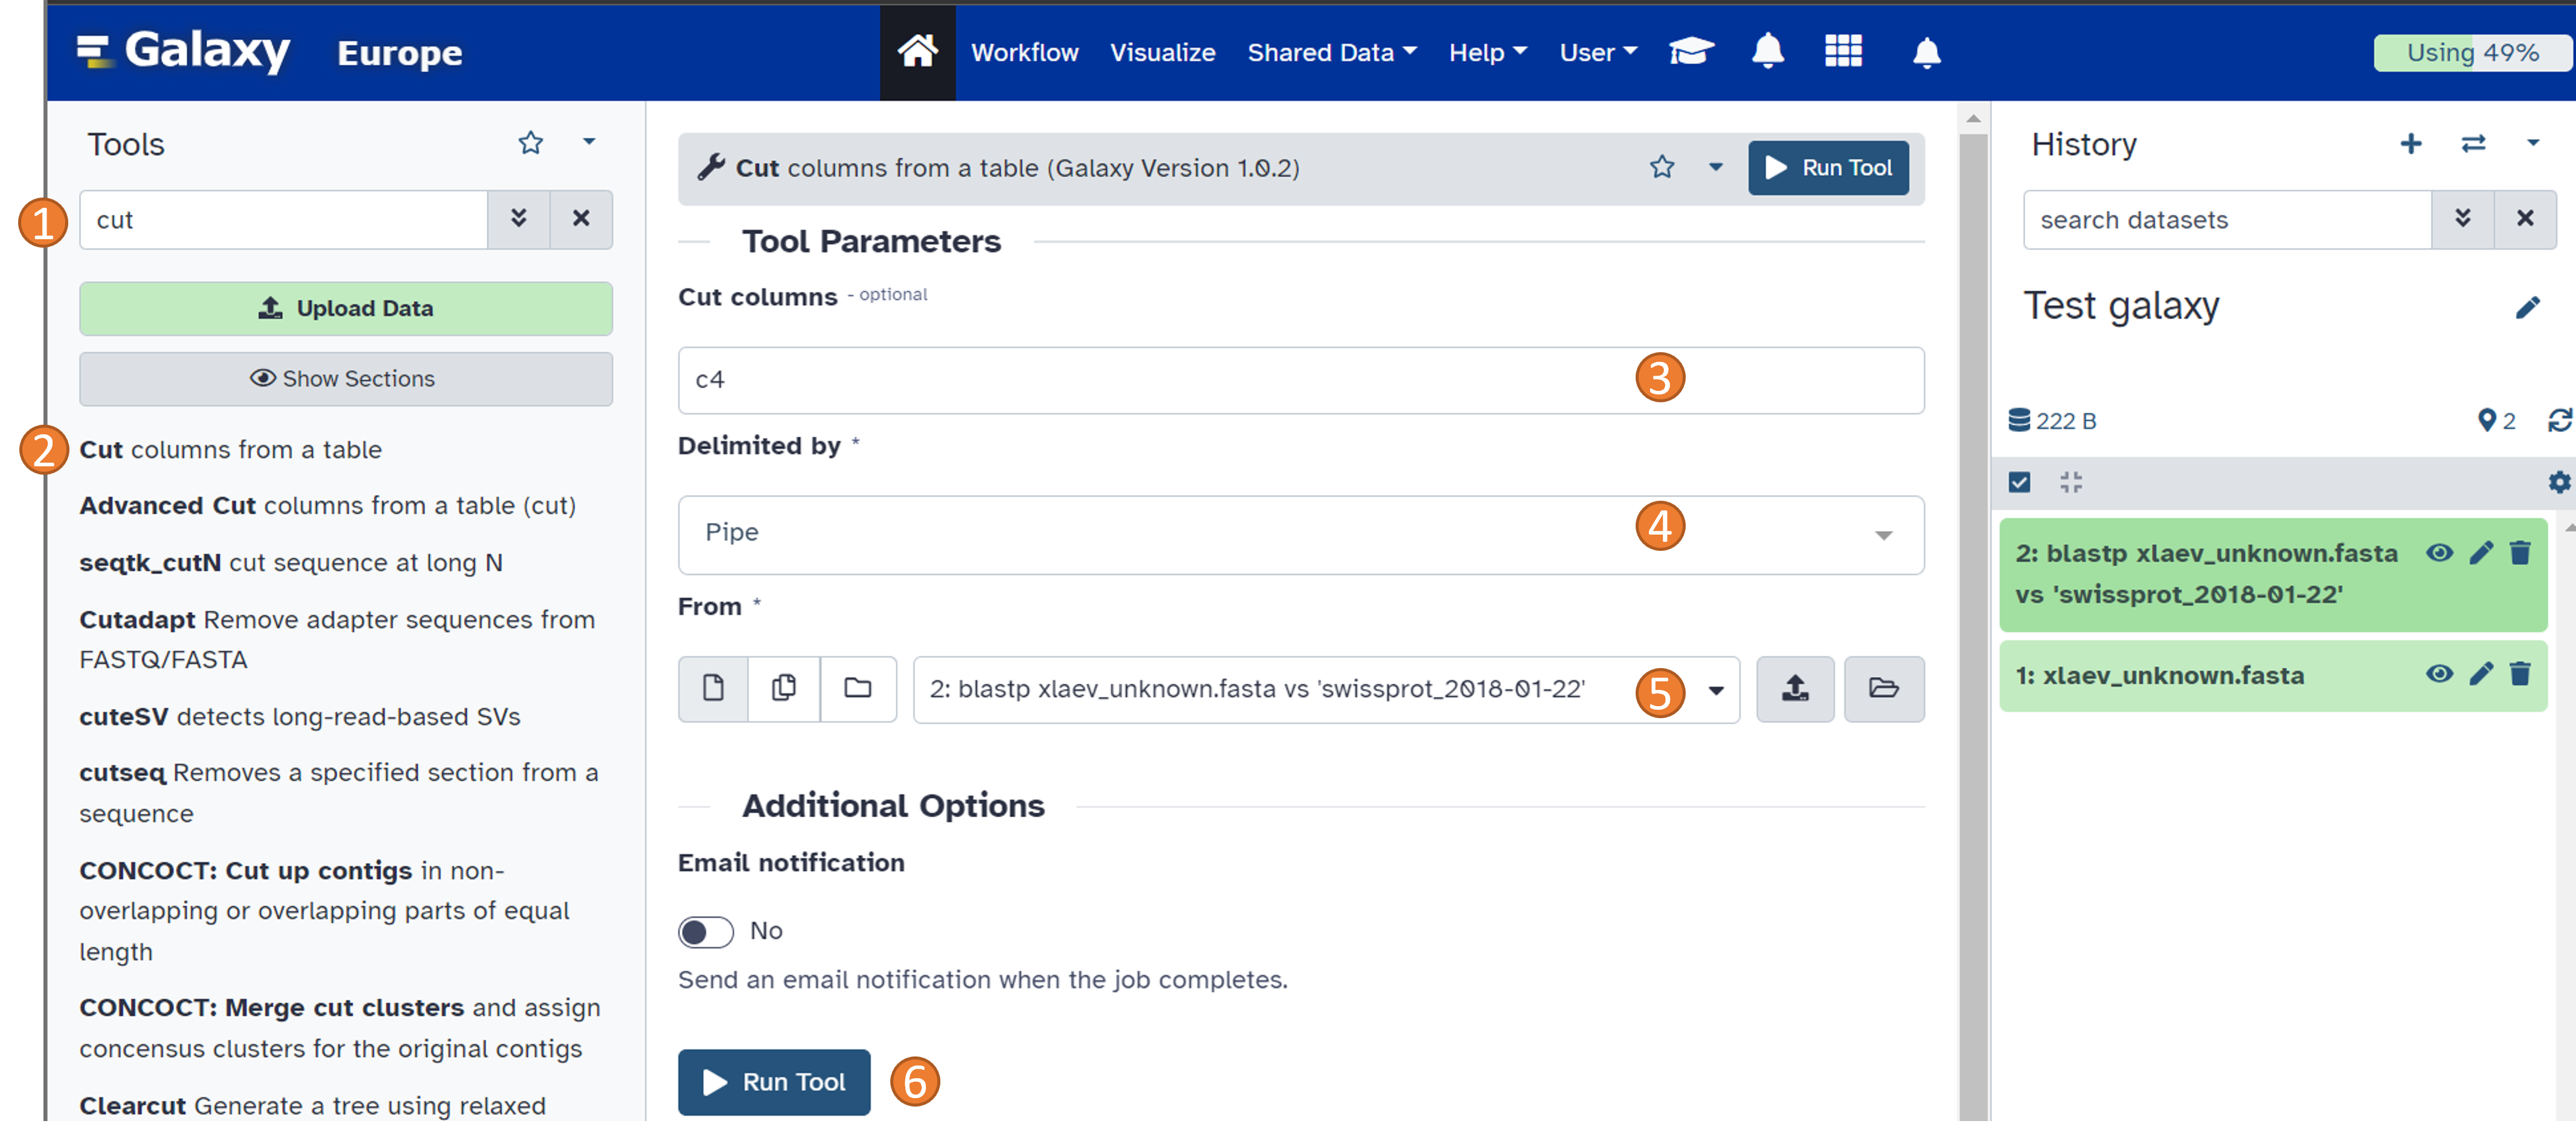 Galaxy Europe
Workflow Visualize Shared Data Help User
Using 49%
Tools
1
cut
Upload Data
Show Sections
2
Cut columns from a table
Advanced Cut columns from a table (cut)
seqtk_cutN cut sequence at long N
Cutadapt Remove adapter sequences from
FASTQ/FASTA
cuteSV detects long-read-based SVs
cutseq Removes a specified section from a
sequence
CONCOCT: Cut up contigs in non-
overlapping or overlapping parts of equal
length
CONCOCT: Merge cut clusters and assign
concensus clusters for the original contigs
Clearcut Generate a tree using relaxed
Cut columns from a table (Galaxy Version 1.0.2)
Run Tool
Tool Parameters
Cut columns - optional
c4
3
Delimited by *
Pipe
4
From *
2: blastp xlaev_unknown.fasta vs 'swissprot_2018-01-22'
5
Additional Options
Email notification
No
Send an email notification when the job completes.
Run Tool
6
History
search datasets
Test galaxy
222 B
2
2: blastp xlaev_unknown.fasta
vs 'swissprot_2018-01-22'
1: xlaev_unknown.fasta